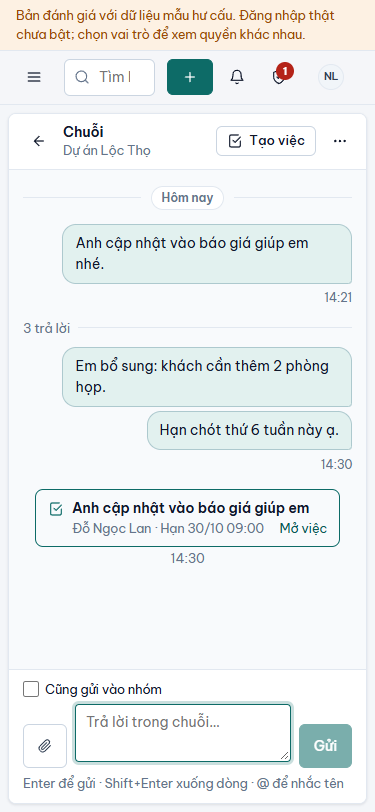 Bản đánh giá với dữ liệu mẫu hư cấu. Đăng nhập thật
chưa bật; chọn vai trò để xem quyền khác nhau.
Tìm
1
NL
Chuỗi
Dự án Lộc Thọ
Tạo việc
Hôm nay
Anh cập nhật vào báo giá giúp em
nhé.
14:21
3 trả lời
Em bổ sung: khách cần thêm 2 phòng
họp.
Hạn chót thứ 6 tuần này ạ.
14:30
Anh cập nhật vào báo giá giúp em
Đỗ Ngọc Lan · Hạn 30/10 09:00 Mở việc
14:30
Cũng gửi vào nhóm
Trả lời trong chuỗi...
Gửi
Enter để gửi · Shift+Enter xuống dòng · @ để nhắc tên